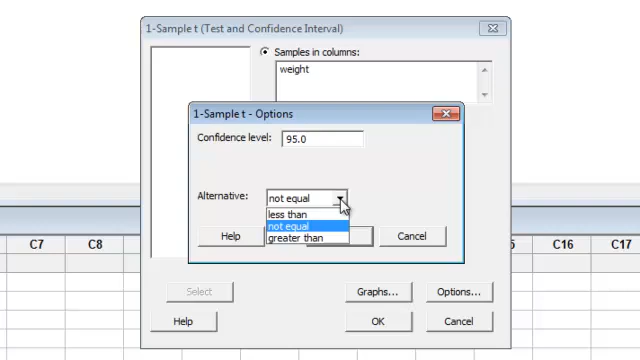 1-Sample t (Test and Confidence Interval)
Samples in columns:
weight
1-Sample t - Options
Confidence level: 95.0
Alternative: not equal
less than
not equal
greater than
Help Cancel
C7 C8 C16 C17
Select Graphs... Options...
Help OK Cancel